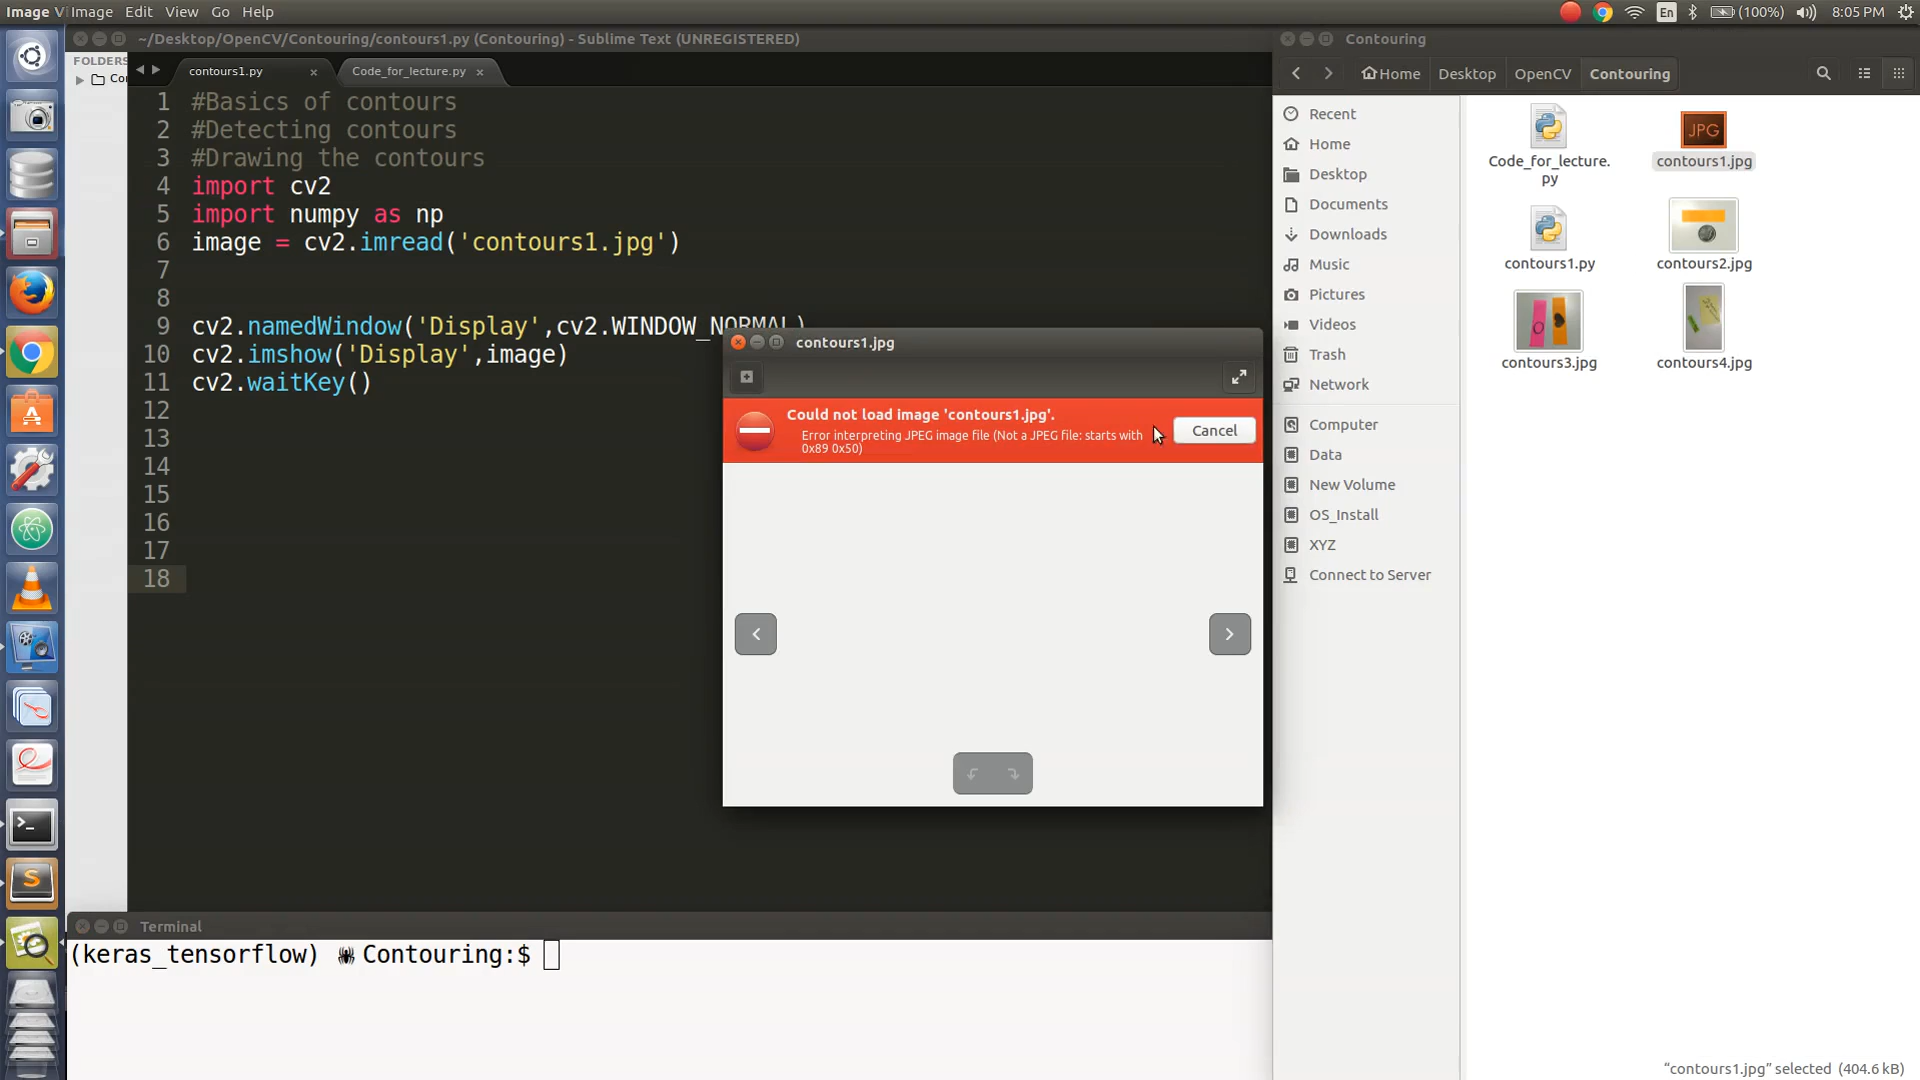 Image Vi Image Edit View Go Help
En (100%) 8:05 PM
~/Desktop/OpenCV/Contouring/contours1.py (Contouring) - Sublime Text (UNREGISTERED)
FOLDERS
contours1.py × Code_for_lecture.py ×
1 #Basics of contours
2 #Detecting contours
3 #Drawing the contours
4 import cv2
5 import numpy as np
6 image = cv2.imread('contours1.jpg')
7
8
9 cv2.namedWindow('Display',cv2.WINDOW_NORMAL)
10 cv2.imshow('Display',image)
11 cv2.waitKey()
12
13
14
15
16
17
18
contours1.jpg
Could not load image 'contours1.jpg'.
Error interpreting JPEG image file (Not a JPEG file: starts with
0x89 0x50)
Cancel
Terminal
(keras_tensorflow) Contouring:$
Contouring
Home Desktop OpenCV Contouring
Recent
Home
Desktop
Documents
Downloads
Music
Pictures
Videos
Trash
Network
Computer
Data
New Volume
OS_Install
XYZ
Connect to Server
JPG
Code_for_lecture.
py
contours1.jpg
contours1.py
contours2.jpg
contours3.jpg
contours4.jpg
"contours1.jpg" selected (404.6 kB)